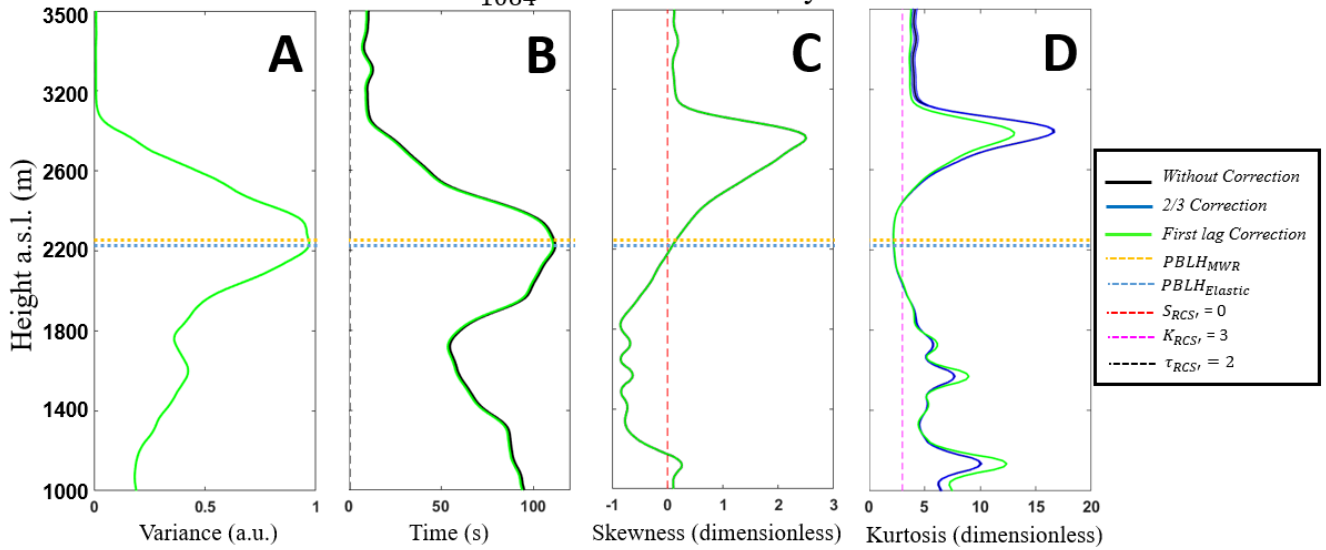 1064
y
A
B
C
D
Height a.s.l. (m)
3500
3200
2600
2200
1800
1400
1000
0
0.5
1
Variance (a.u.)
0
50
100
Time (s)
-1
0
1
2
3
Skewness (dimensionless)
0
5
10
15
20
Kurtosis (dimensionless)
Without Correction
2/3 Correction
First lag Correction
PBLH_MWR
PBLH_Elastic
S_RCS' = 0
K_RCS' = 3
τ_RCS' = 2